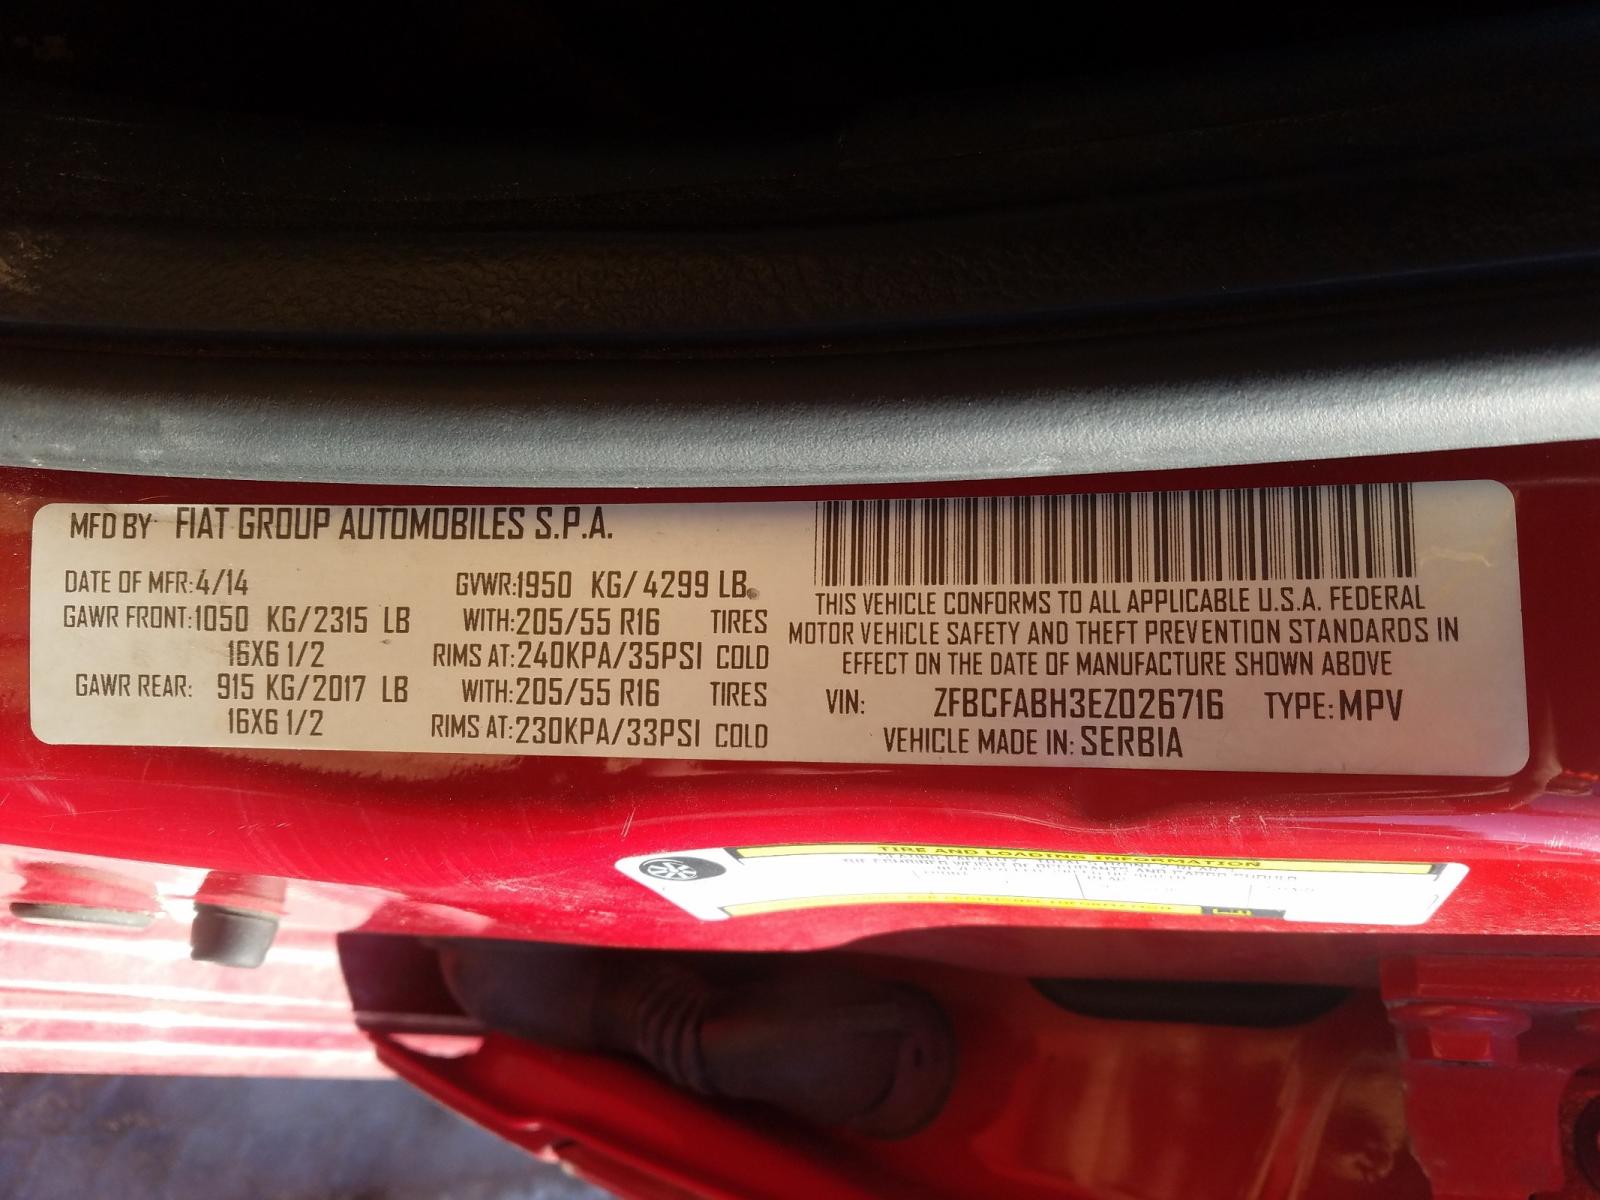 MFD BY FIAT GROUP AUTOMOBILES S.P.A.
DATE OF MFR:4/14 GVWR:1950 KG/4299 LB
GAWR FRONT:1050 KG/2315 LB WITH:205/55 R16 TIRES
16X6 1/2 RIMS AT:240KPA/35PSI COLD
GAWR REAR: 915 KG/2017 LB WITH:205/55 R16 TIRES
16X6 1/2 RIMS AT:230KPA/33PSI COLD
THIS VEHICLE CONFORMS TO ALL APPLICABLE U.S.A. FEDERAL
MOTOR VEHICLE SAFETY AND THEFT PREVENTION STANDARDS IN
EFFECT ON THE DATE OF MANUFACTURE SHOWN ABOVE
VIN: ZFBCFABH3EZ026716 TYPE:MPV
VEHICLE MADE IN: SERBIA
TIRE AND LOADING INFORMATION